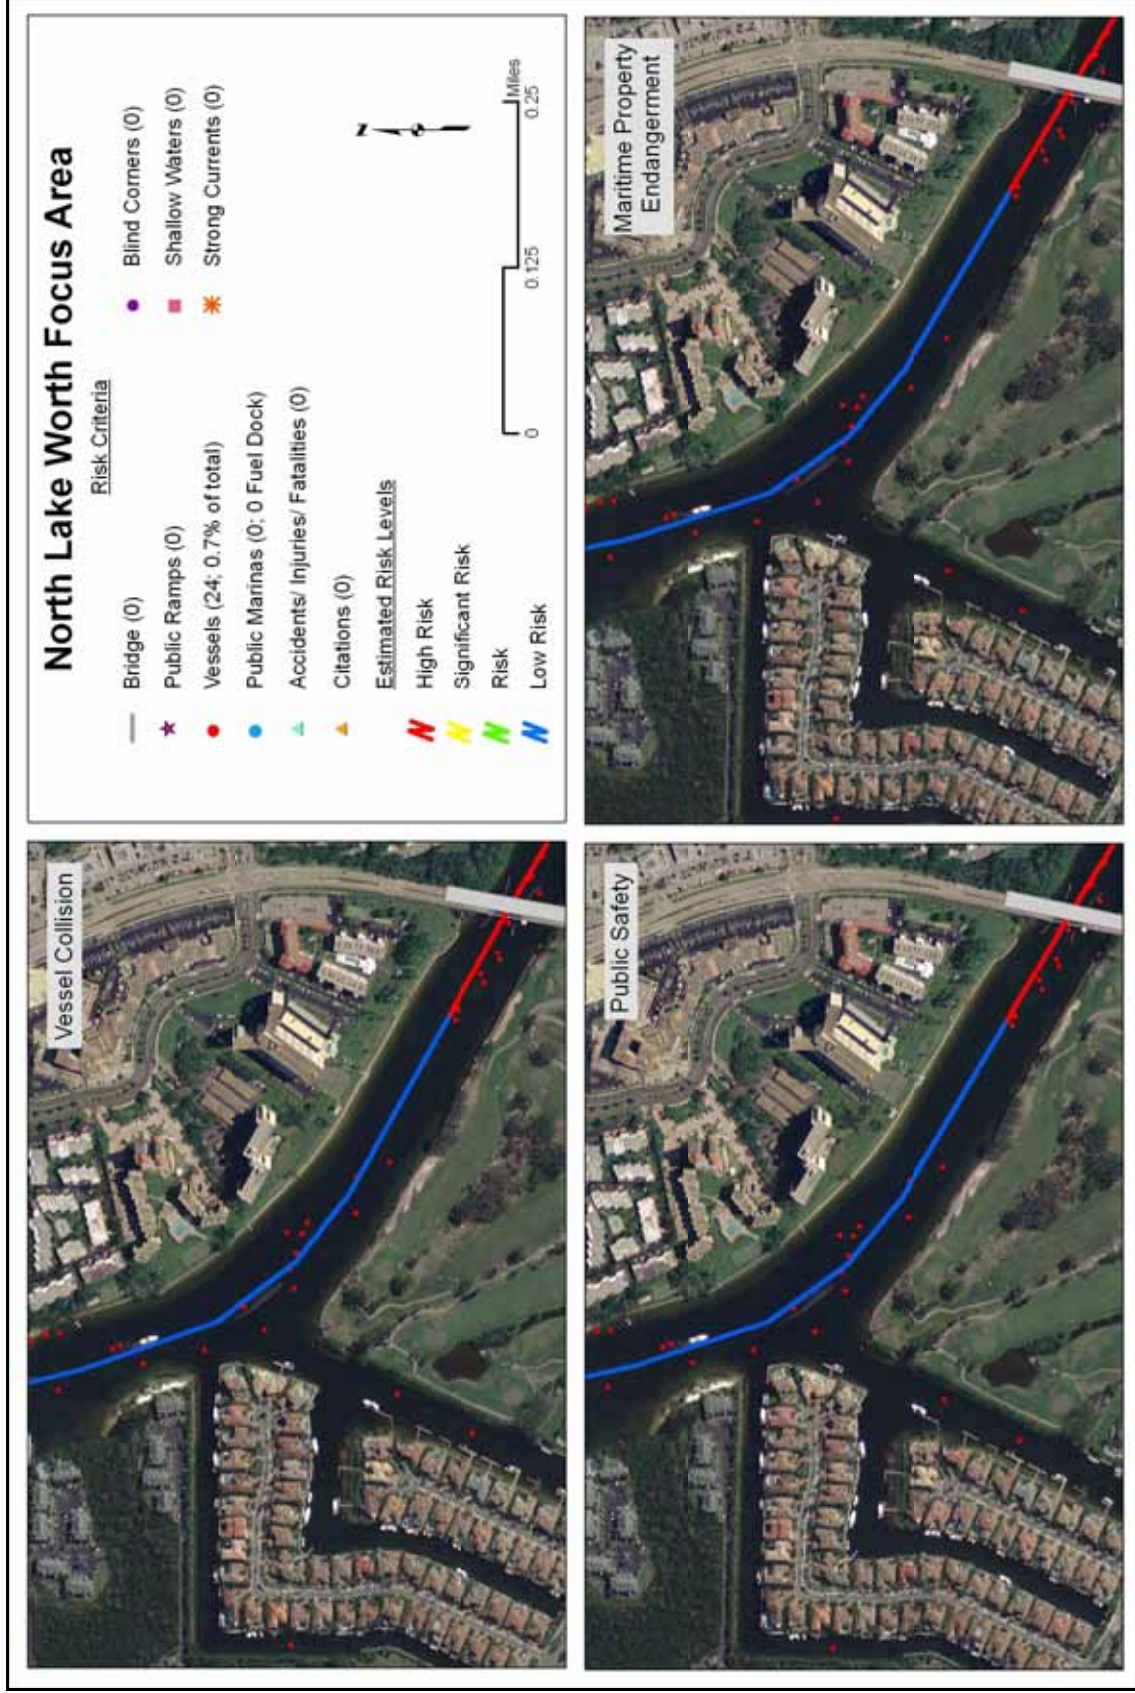 North Lake Worth Focus Area
Risk Criteria
Bridge (0)
Public Ramps (0)
Vessels (24; 0.7% of total)
Public Marinas (0; 0 Fuel Dock)
Accidents/ Injuries/ Fatalities (0)
Citations (0)
Blind Corners (0)
Shallow Waters (0)
Strong Currents (0)
Estimated Risk Levels
High Risk
Significant Risk
Risk
Low Risk
N
Miles
0 0.125 0.25
Vessel Collision
Maritime Property
Endangerment
Public Safety